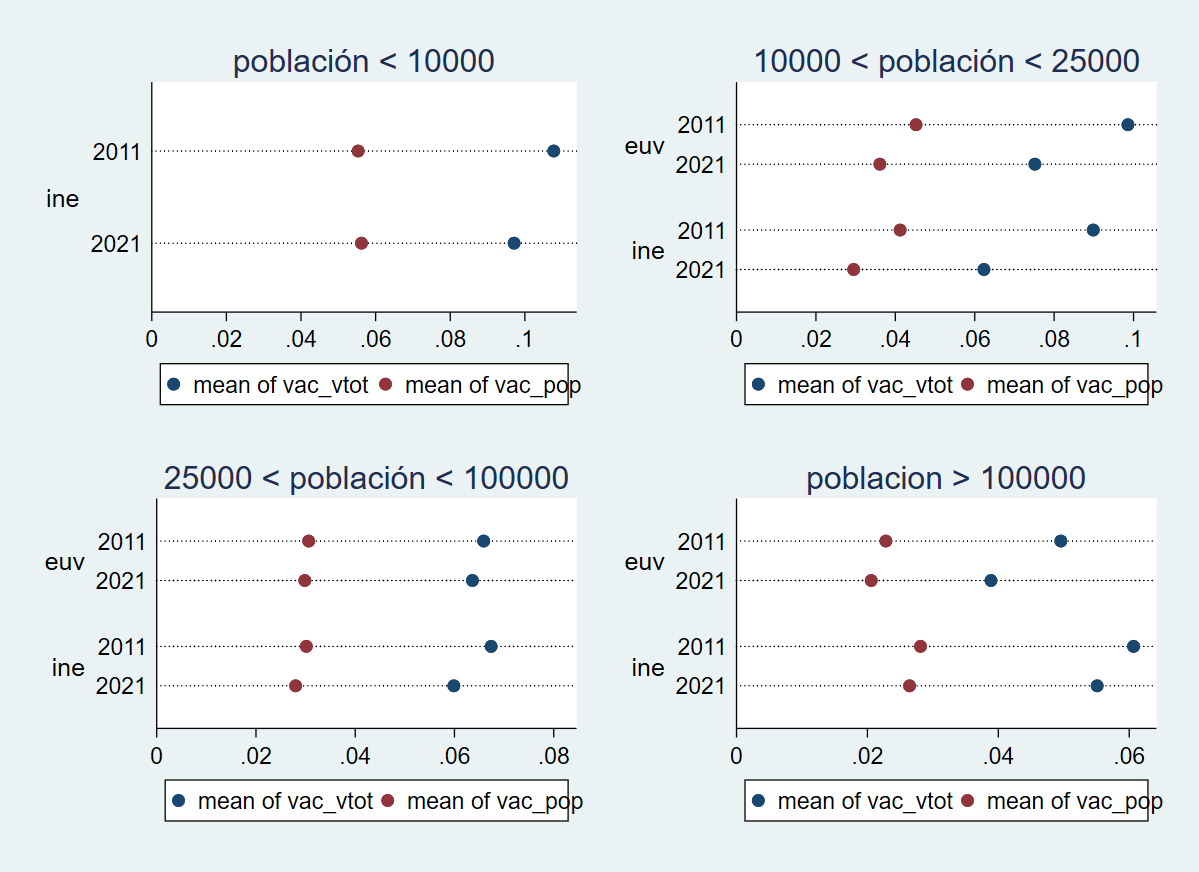 población < 10000
2011
ine
2021
0 .02 .04 .06 .08 .1
mean of vac_vtot mean of vac_pop
10000 < población < 25000
2011
euv
2021
2011
ine
2021
0 .02 .04 .06 .08 .1
mean of vac_vtot mean of vac_pop
25000 < población < 100000
2011
euv
2021
2011
ine
2021
0 .02 .04 .06 .08
mean of vac_vtot mean of vac_pop
poblacion > 100000
2011
euv
2021
2011
ine
2021
0 .02 .04 .06
mean of vac_vtot mean of vac_pop